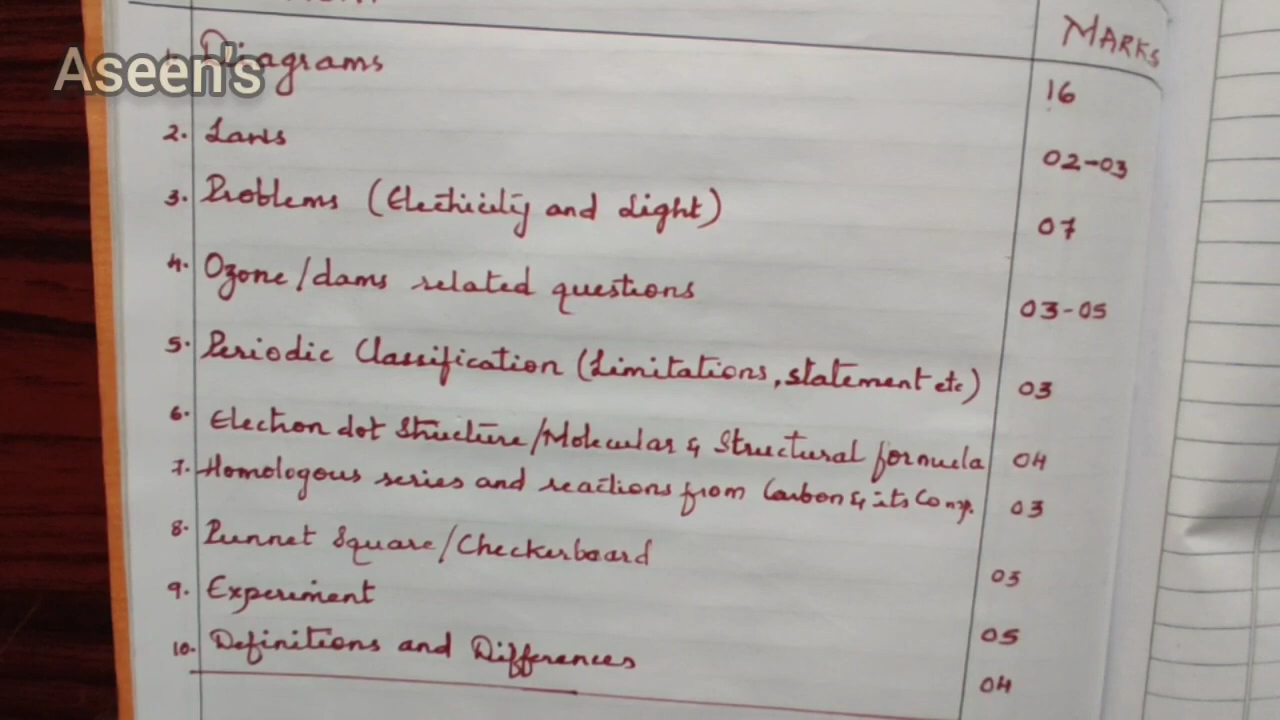 MARKS
Aseen's
1. Diagrams 16
2. Laws 02-03
3. Problems (Electricity and Light) 07
4. Ozone/dams related questions 03-05
5. Periodic Classification (Limitations, statement etc) 03
6. Electron dot Structure/Molecular & Structural formula 04
7. Homologous series and reactions from Carbon & its Comp. 03
8. Punnet Square/Checkerboard 03
9. Experiment 05
10. Definitions and Differences 04